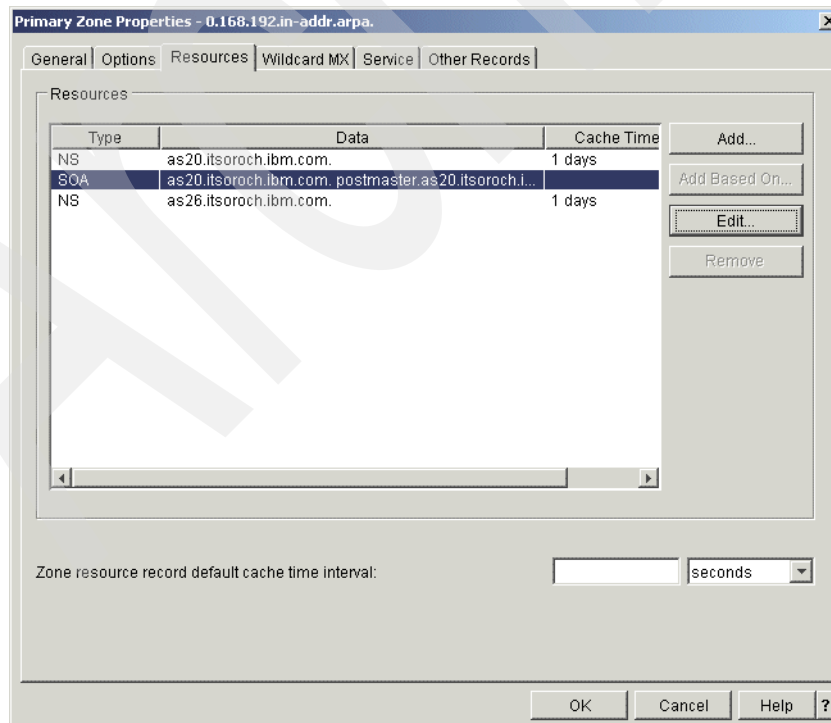 Primary Zone Properties - 0.168.192.in-addr.arpa.
General Options Resources Wildcard MX Service Other Records
Resources
Type Data Cache Time
NS as20.itsoroch.ibm.com. 1 days
SOA as20.itsoroch.ibm.com. postmaster.as20.itsoroch.i...
NS as26.itsoroch.ibm.com. 1 days
Add...
Add Based On...
Edit...
Remove
Zone resource record default cache time interval: seconds
OK Cancel Help ?